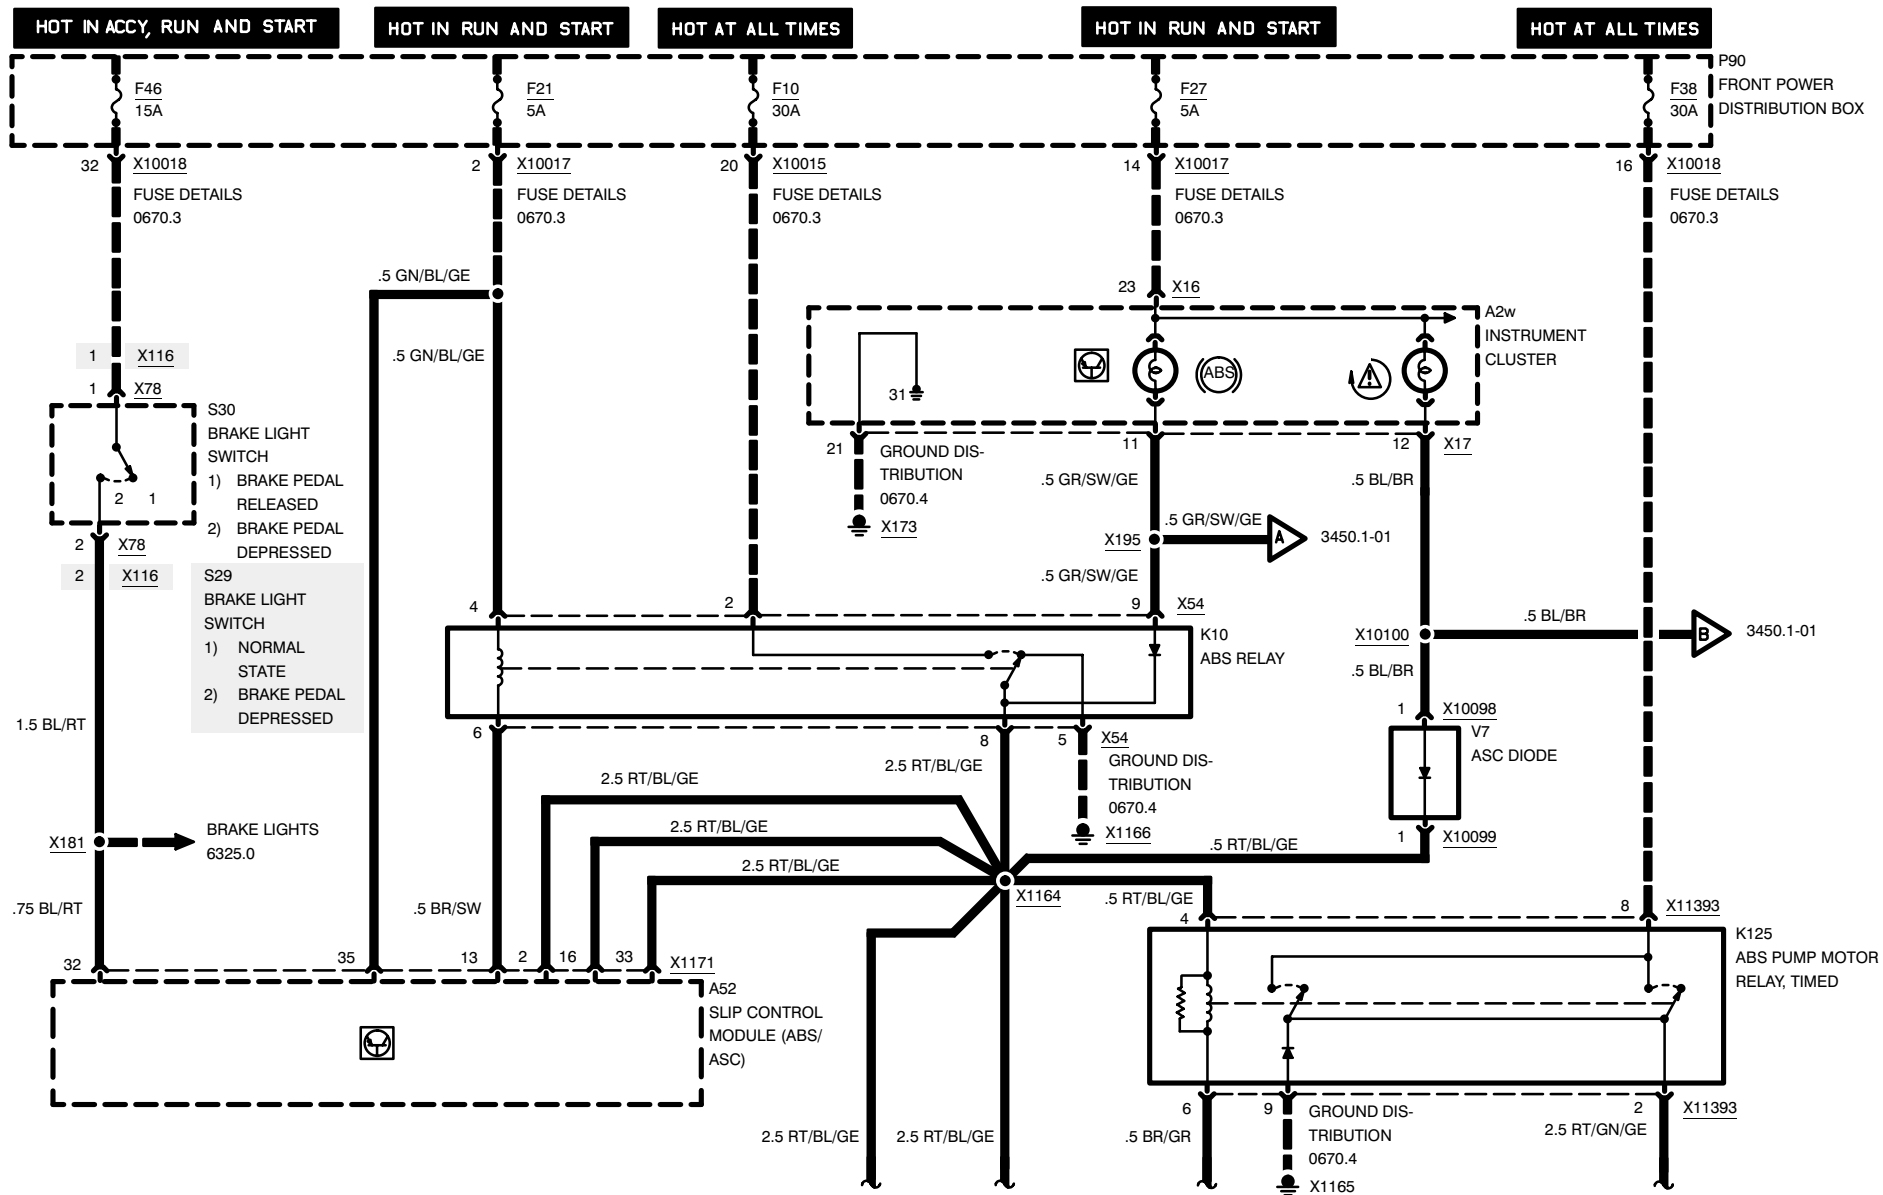 HOT IN ACCY, RUN AND START
HOT IN RUN AND START
HOT AT ALL TIMES
HOT IN RUN AND START
HOT AT ALL TIMES
P90
FRONT POWER
DISTRIBUTION BOX
F46
15A
F21
5A
F10
30A
F27
5A
F38
30A
32 X10018
FUSE DETAILS
0670.3
2 X10017
FUSE DETAILS
0670.3
20 X10015
FUSE DETAILS
0670.3
14 X10017
FUSE DETAILS
0670.3
16 X10018
FUSE DETAILS
0670.3
.5 GN/BL/GE
.5 GN/BL/GE
23 X16
A2w
INSTRUMENT
CLUSTER
31
ABS
1 X116
1 X78
S30
BRAKE LIGHT
SWITCH
1) BRAKE PEDAL
RELEASED
2) BRAKE PEDAL
DEPRESSED
2 1
2 X78
2 X116
S29
BRAKE LIGHT
SWITCH
1) NORMAL
STATE
2) BRAKE PEDAL
DEPRESSED
21
GROUND DIS-
TRIBUTION
0670.4
X173
11
12 X17
.5 GR/SW/GE
.5 BL/BR
.5 GR/SW/GE
X195
A
3450.1-01
.5 GR/SW/GE
.5 BL/BR
X10100
B
3450.1-01
.5 BL/BR
4
2
9 X54
K10
ABS RELAY
6
8
5 X54
GROUND DIS-
TRIBUTION
0670.4
X1166
1 X10098
V7
ASC DIODE
1 X10099
1.5 BL/RT
X181
BRAKE LIGHTS
6325.0
.75 BL/RT
2.5 RT/BL/GE
2.5 RT/BL/GE
2.5 RT/BL/GE
2.5 RT/BL/GE
.5 RT/BL/GE
X1164
.5 RT/BL/GE
.5 BR/SW
32
35
13
2
16
33
X1171
A52
SLIP CONTROL
MODULE (ABS/
ASC)
4
8 X11393
K125
ABS PUMP MOTOR
RELAY, TIMED
6
9
GROUND DIS-
TRIBUTION
0670.4
X1165
2 X11393
2.5 RT/BL/GE
2.5 RT/BL/GE
.5 BR/GR
2.5 RT/GN/GE